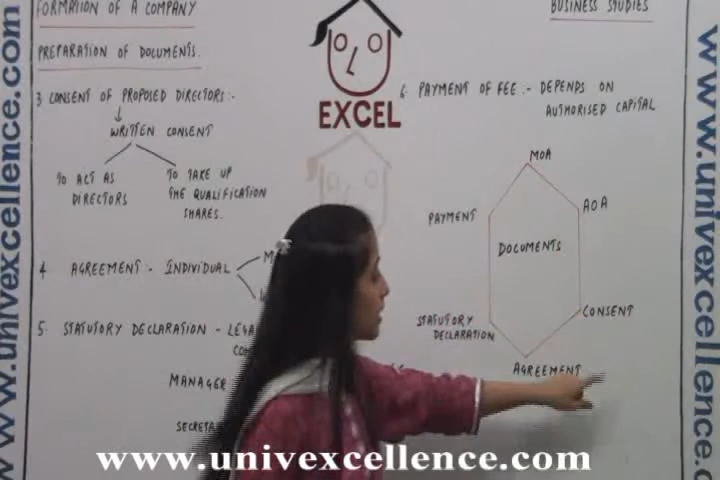 FORMATION OF A COMPANY
BUSINESS STUDIES
PREPARATION OF DOCUMENTS.
EXCEL
3 CONSENT OF PROPOSED DIRECTORS:-
WRITTEN CONSENT
TO ACT AS
DIRECTORS
TO TAKE UP
THE QUALIFICATION
SHARES.
4 AGREEMENT:- INDIVIDUAL
5. STATUTORY DECLARATION - LEGA
MANAGER
SECRETA
6. PAYMENT OF FEE:- DEPENDS ON
AUTHORISED CAPITAL
MOA
AOA
PAYMENT
DOCUMENTS
CONSENT
STATUTORY
DECLARATION
AGREEMENT
www.univexcellence.com
www.univexcellence.com
www.univexcellence.com